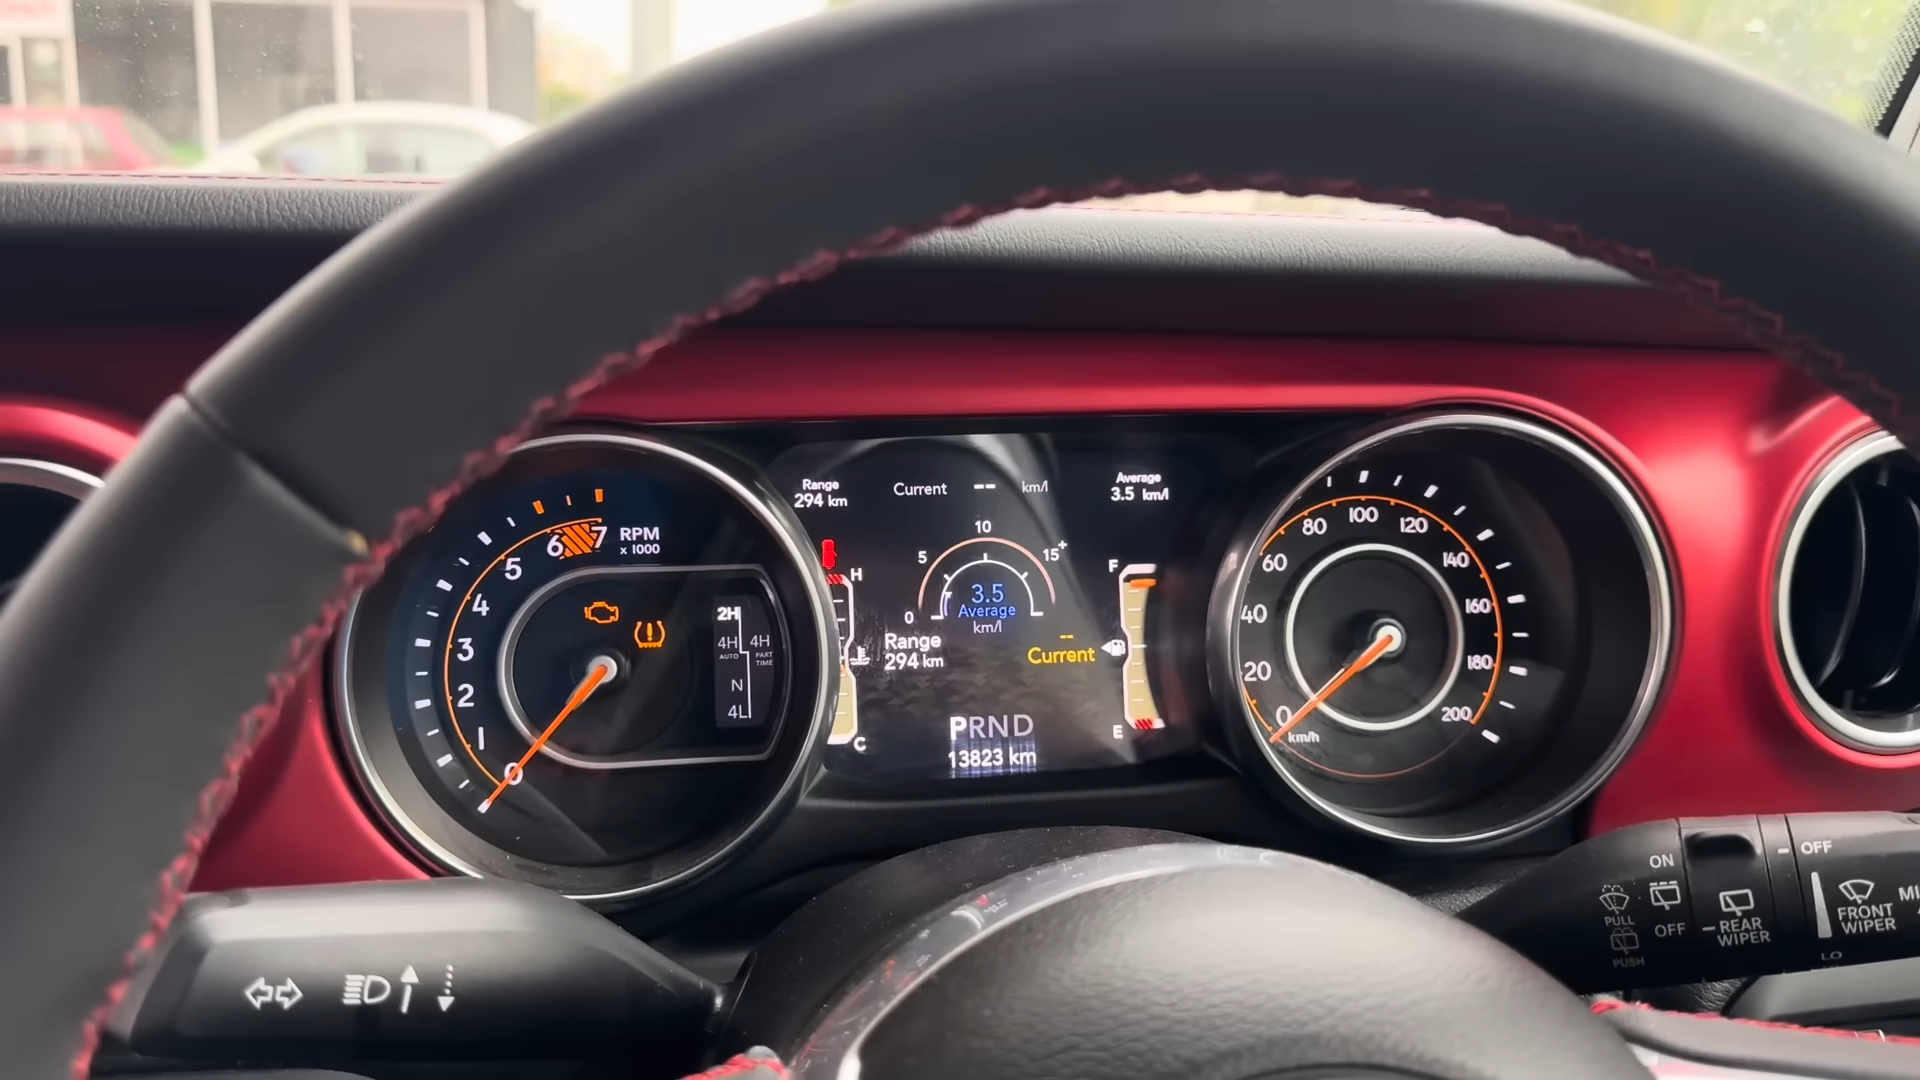 Range
294 km
Current -- km/l
Average
3.5 km/l
10
5
15+
0
3.5
Average
km/l
Range
294 km
--
Current
H
C
F
E
PRND
13823 km
RPM
x 1000
7
6
5
4
3
2
1
0
2H
4H
AUTO
4H
PART
TIME
N
4L
0
20
40
60
80
100
120
140
160
180
200
km/h
ON
OFF
PULL
PUSH
REAR
WIPER
OFF
FRONT
WIPER
LO